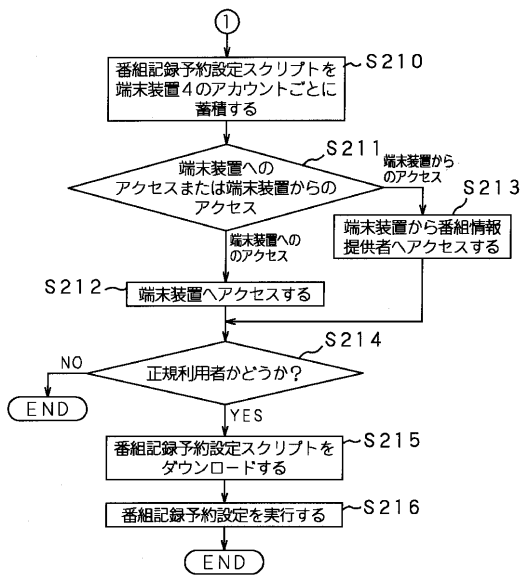 1
番組記録予約設定スクリプトを
端末装置4のアカウントごとに
蓄積する
S210
端末装置への
アクセスまたは端末装置からの
アクセス
S211
端末装置から
のアクセス
S213
端末装置から番組情報
提供者へアクセスする
端末装置への
のアクセス
S212
端末装置へアクセスする
S214
正規利用者かどうか?
NO
END
YES
S215
番組記録予約設定スクリプトを
ダウンロードする
番組記録予約設定を実行する
S216
END